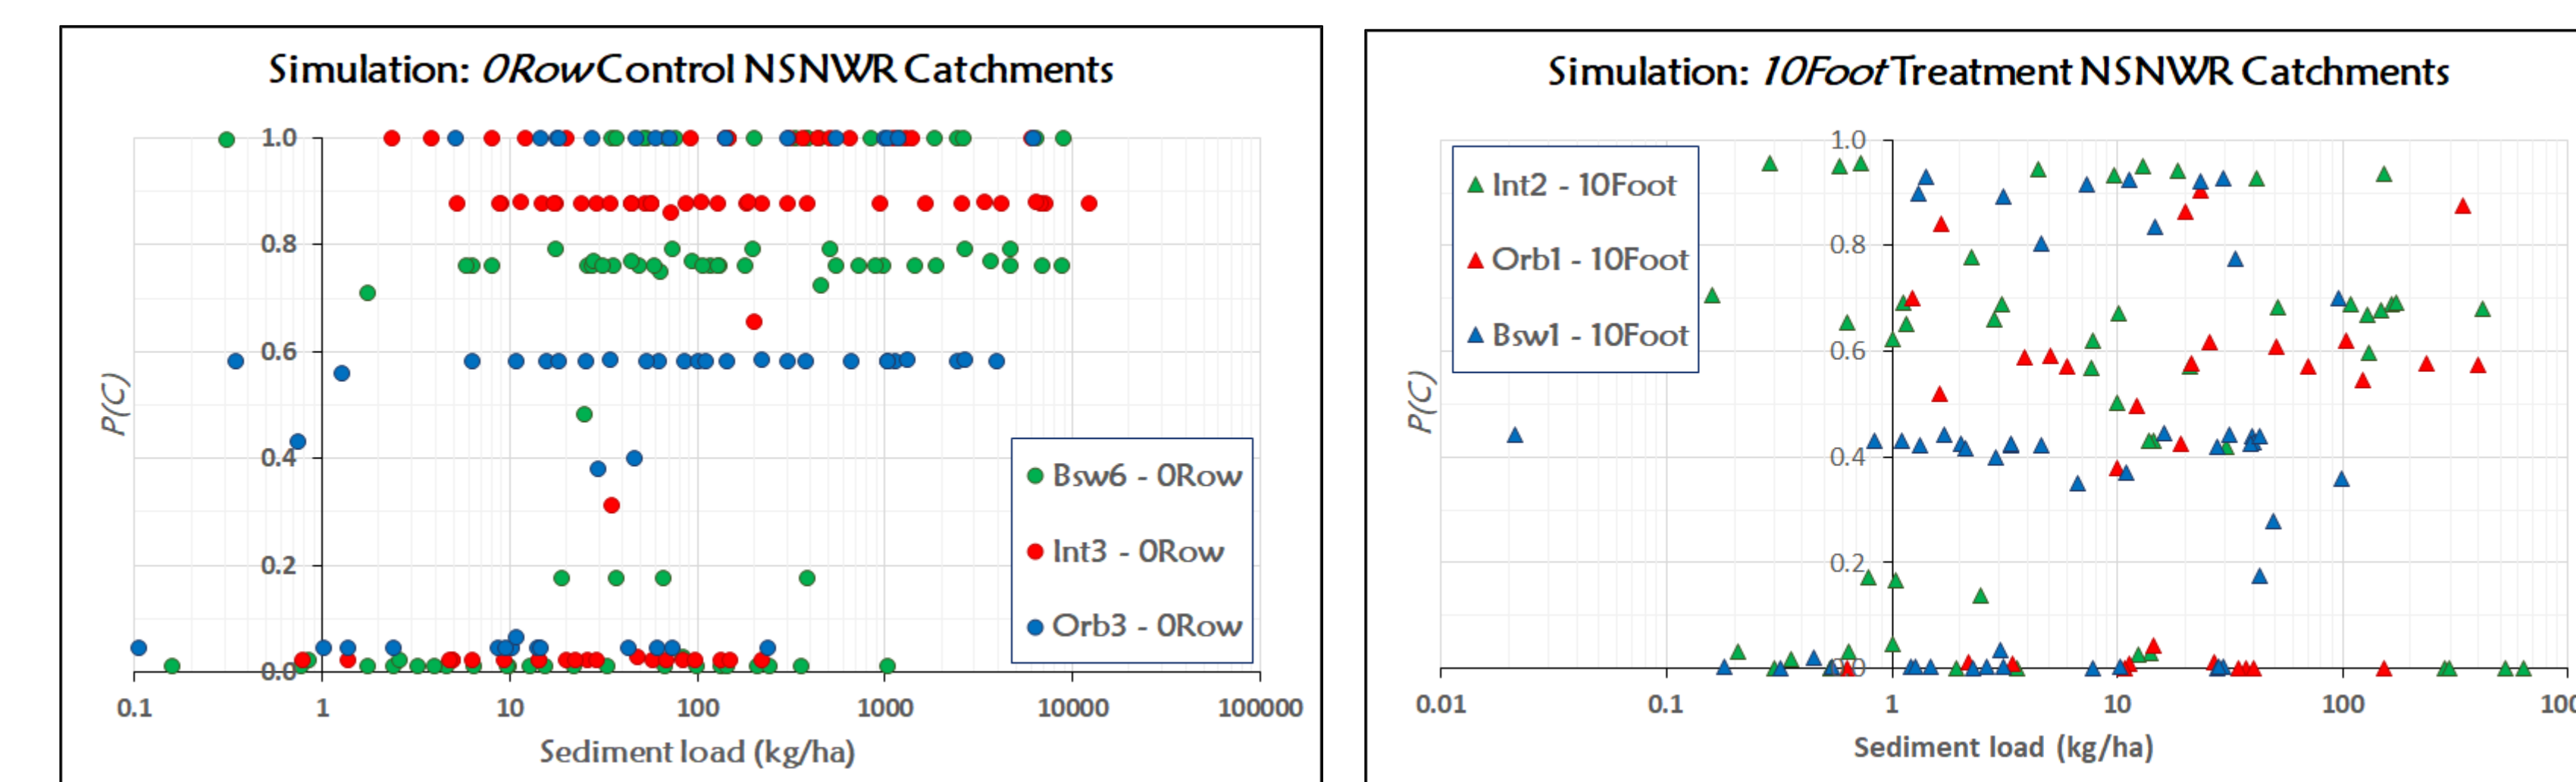 Simulation: 0Row Control NSNWR Catchments
1.0
0.8
0.6
0.4
0.2
0.0
P(C)
0.1 1 10 100 1000 10000 100000
Sediment load (kg/ha)
Bsw6 - 0Row
Int3 - 0Row
Orb3 - 0Row
Simulation: 10Foot Treatment NSNWR Catchments
Int2 - 10Foot
Orb1 - 10Foot
Bsw1 - 10Foot
1.0
0.8
0.6
0.4
0.2
0.0
P(C)
0.01 0.1 1 10 100
Sediment load (kg/ha)